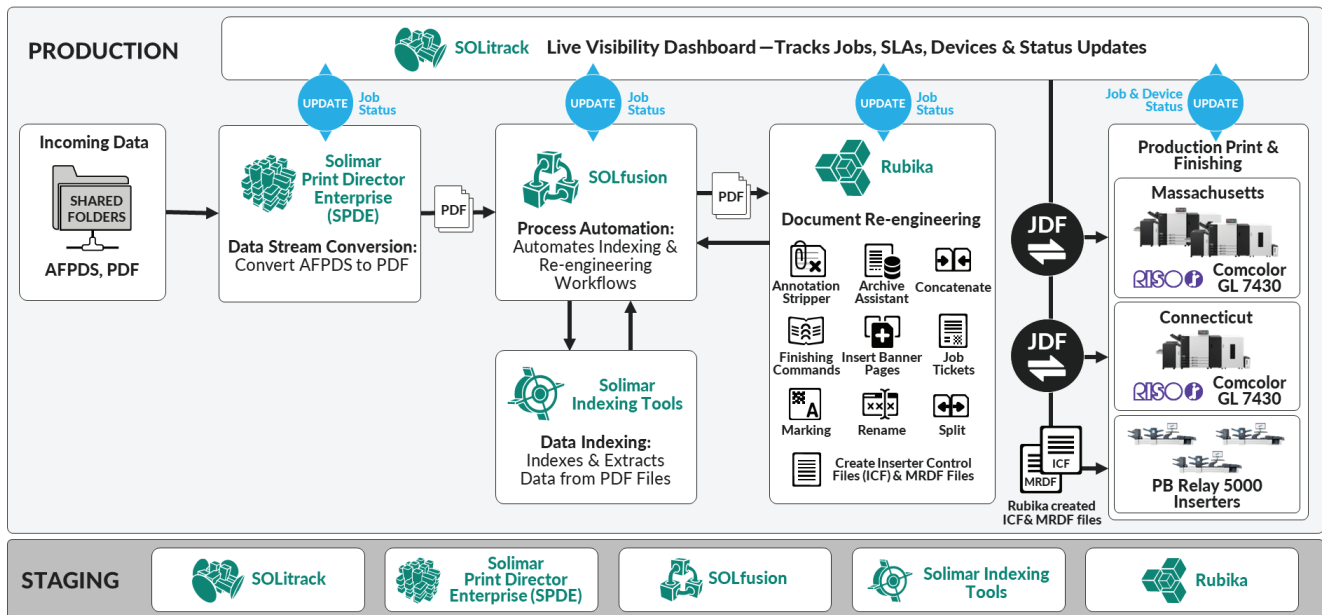 PRODUCTION
SOLitrack
Live Visibility Dashboard —Tracks Jobs, SLAs, Devices & Status Updates
UPDATE
Job
Status
UPDATE
Job
Status
UPDATE
Job
Status
Job & Device
Status
UPDATE
Incoming Data
SHARED
FOLDERS
AFPDS, PDF
Solimar
Print Director
Enterprise
(SPDE)
Data Stream Conversion:
Convert AFPDS to PDF
PDF
SOLfusion
Process Automation:
Automates Indexing &
Re-engineering
Workflows
PDF
Solimar
Indexing Tools
Data Indexing:
Indexes & Extracts
Data from PDF Files
Rubika
Document Re-engineering
Annotation
Stripper
Archive
Assistant
Concatenate
Finishing
Commands
Insert Banner
Pages
Job
Tickets
A
Marking
XXX
Rename
Split
Create Inserter Control
Files (ICF) & MRDF Files
JDF
JDF
ICF
MRDF
Rubika created
ICF& MRDF files
Production Print &
Finishing
Massachusetts
RISO
Comcolor
GL 7430
Connecticut
RISO
Comcolor
GL 7430
PB Relay 5000
Inserters
STAGING
SOLitrack
Solimar
Print Director
Enterprise (SPDE)
SOLfusion
Solimar Indexing
Tools
Rubika